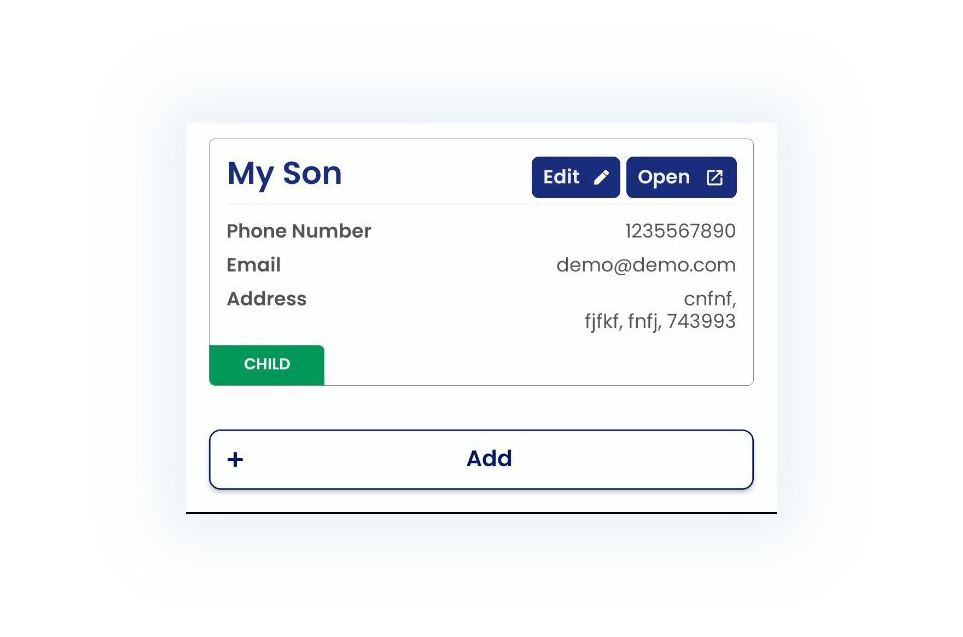 My Son
Edit
Open
Phone Number 1235567890
Email demo@demo.com
Address cnfnf,
fjfkf, fnfj, 743993
CHILD
+ Add